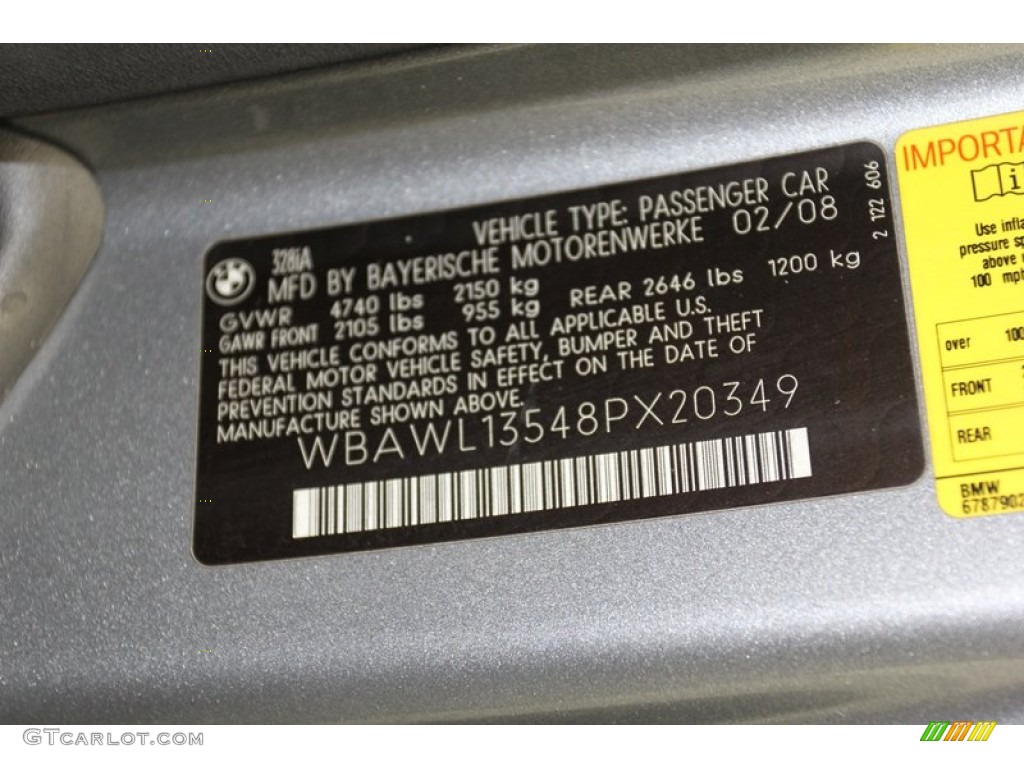 328iA
VEHICLE TYPE: PASSENGER CAR
MFD BY BAYERISCHE MOTORENWERKE 02/08
GVWR 4740 lbs 2150 kg
GAWR FRONT 2105 lbs 955 kg REAR 2646 lbs 1200 kg
THIS VEHICLE CONFORMS TO ALL APPLICABLE U.S.
FEDERAL MOTOR VEHICLE SAFETY, BUMPER AND THEFT
PREVENTION STANDARDS IN EFFECT ON THE DATE OF
MANUFACTURE SHOWN ABOVE.
WBAWL13548PX20349
2 122 606
IMPORTA
i
Use infla
pressure sp
above
100 mph
over 100
FRONT
REAR
BMW
6787902
GTcarlot.com